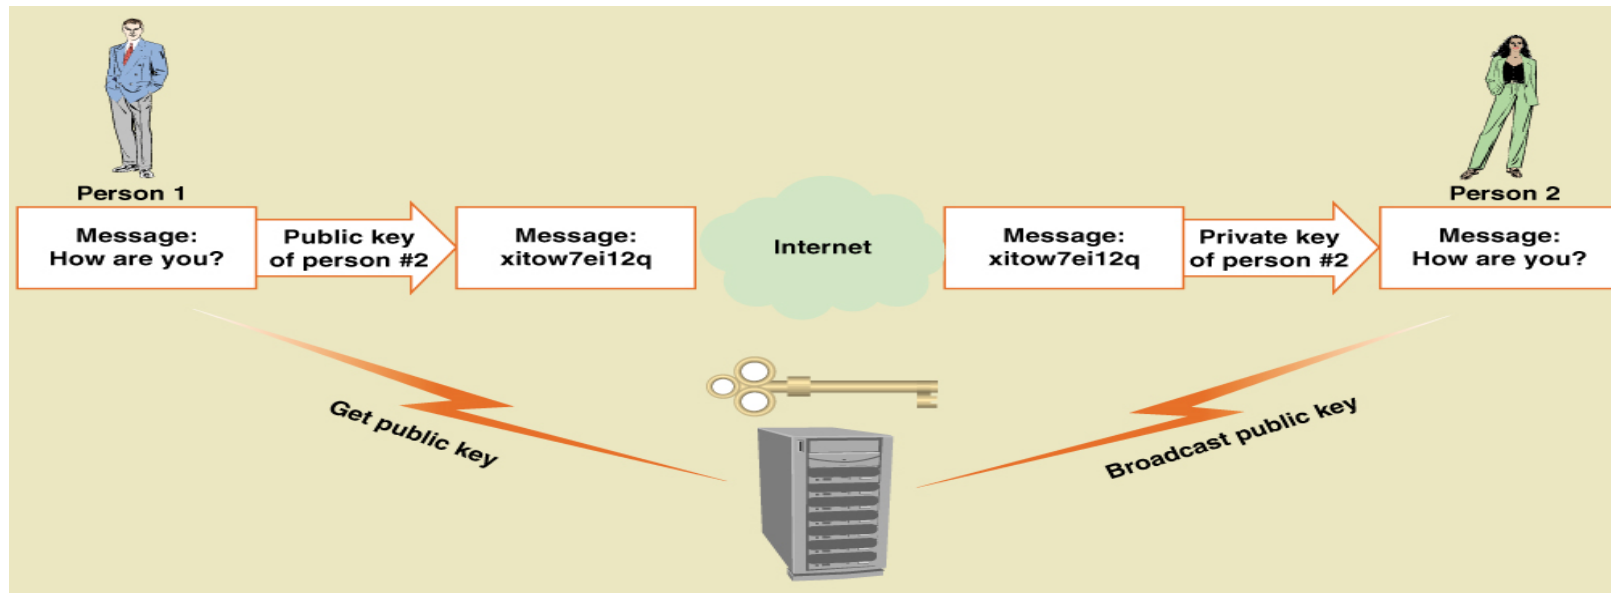 Person 1
Message:
How are you?
Public key
of person #2
Message:
xitow7ei12q
Internet
Message:
xitow7ei12q
Private key
of person #2
Person 2
Message:
How are you?
Get public key
Broadcast public key